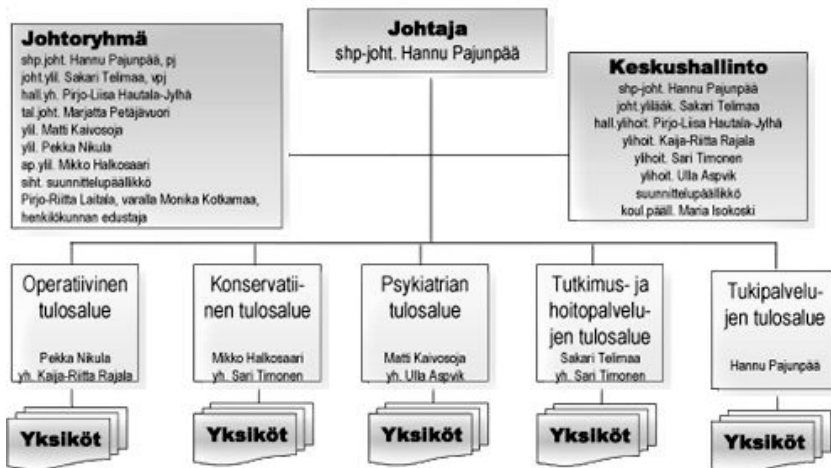 Johtoryhmä
shp.joht. Hannu Pajunpää, pj
joht.ylil. Sakari Telimaa, vpj
hall.yh. Pirjo-Liisa Hautala-Jylhä
tal.joht. Marjatta Petäjävuori
ylil. Matti Kaivosoja
ylil. Pekka Nikula
ap.ylil. Mikko Halkosaari
siht. suunnittelupäällikkö
Pirjo-Riitta Laitala, varalla Monika Kotkamaa,
henkilökunnan edustaja
Johtaja
shp-joht. Hannu Pajunpää
Keskushallinto
shp-joht. Hannu Pajunpää
joht.ylilääk. Sakari Telimaa
hall.ylihoit. Pirjo-Liisa Hautala-Jylhä
ylihoit. Kaija-Riitta Rajala
ylihoit. Sari Timonen
ylihoit. Ulla Aspvik
suunnittelupäällikkö
koul.pääll. Maria Isokoski
Operatiivinen
tulosalue
Pekka Nikula
yh. Kaija-Riitta Rajala
Yksiköt
Konservatii-
nen tulosalue
Mikko Halkosaari
yh. Sari Timonen
Yksiköt
Psykiatrian
tulosalue
Matti Kaivosoja
yh. Ulla Aspvik
Yksiköt
Tutkimus- ja
hoitopalvelu-
jen tulosalue
Sakari Telimaa
yh. Sari Timonen
Yksiköt
Tukipalvelu-
jen tulosalue
Hannu Pajunpää
Yksiköt